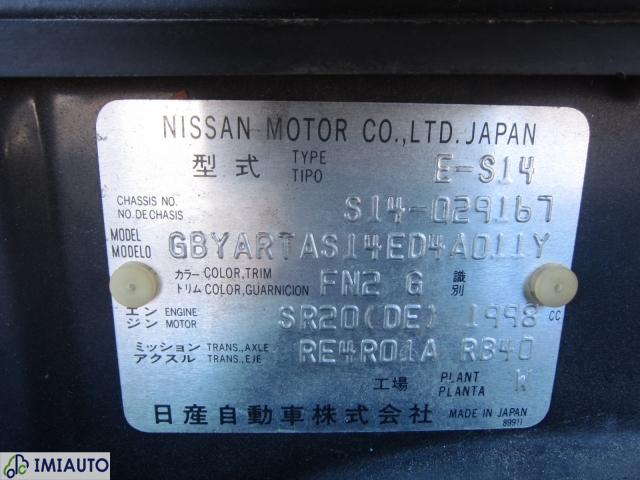 NISSAN MOTOR CO.,LTD. JAPAN
型式 TYPE TIPO E-S14
CHASSIS NO. NO.DE CHASIS S14-029167
MODEL MODELO GBYARTAS14ED4A011Y
カラー COLOR,TRIM FN2 G 識別
トリム COLOR,GUARNICION
エンジン ENGINE MOTOR SR20(DE) 1998 CC
ミッション TRANS.,AXLE RE4R01A RB40
アクスル TRANS.,EJE
工場 PLANT PLANTA W
日産自動車株式会社 MADE IN JAPAN
89911
IMIAUTO